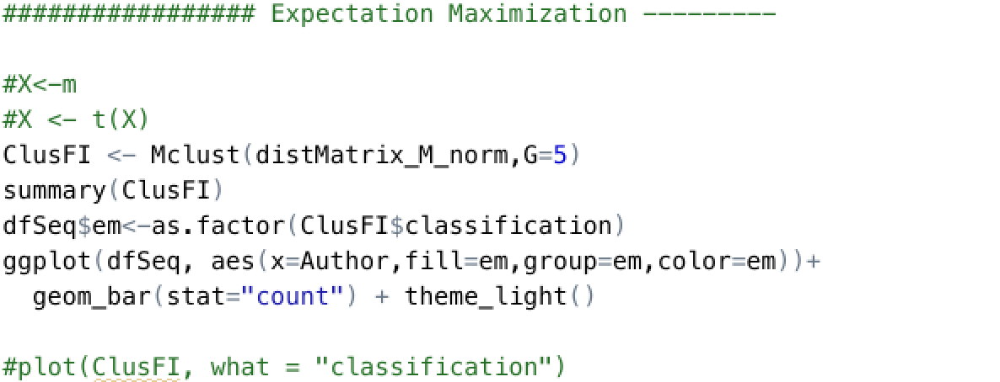 ################# Expectation Maximization ---------
#X<-m
#X <- t(X)
ClusFI <- Mclust(distMatrix_M_norm,G=5)
summary(ClusFI)
dfSeq$em<-as.factor(ClusFI$classification)
ggplot(dfSeq, aes(x=Author,fill=em,group=em,color=em))+
  geom_bar(stat="count") + theme_light()
#plot(ClusFI, what = "classification")